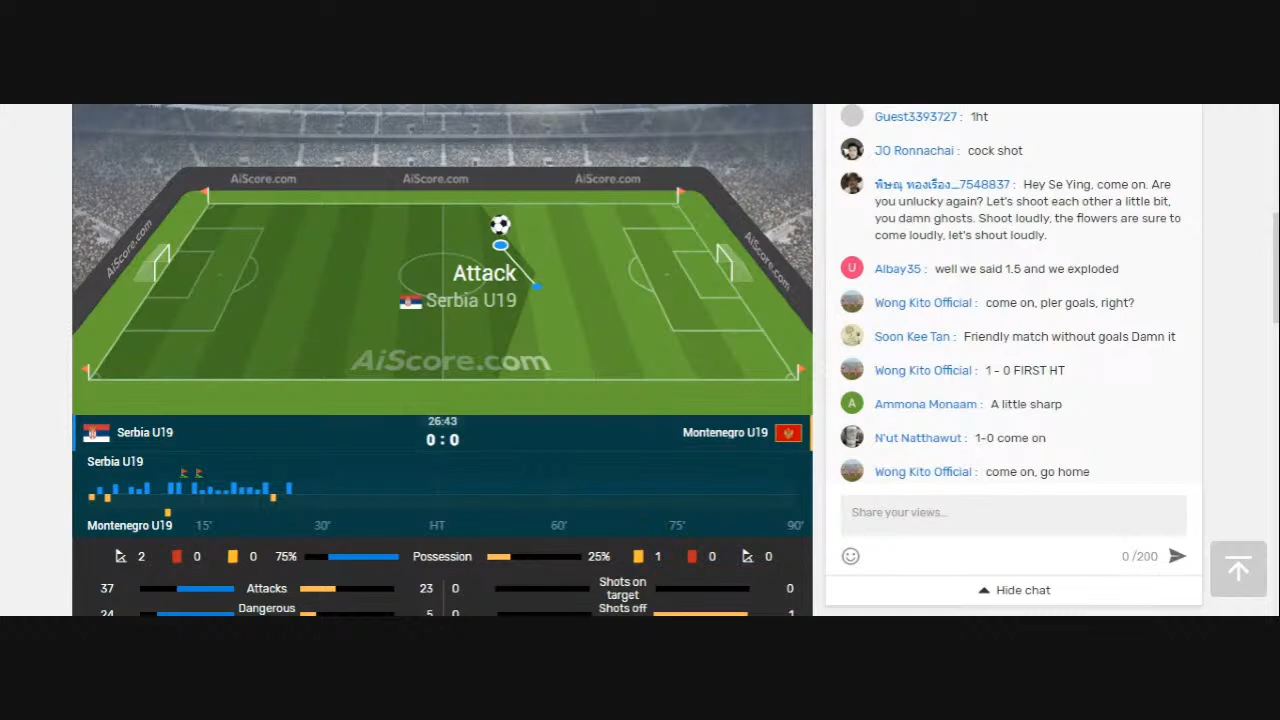 AiScore.com
AiScore.com
AiScore.com
AiScore.com
AiScore.com
Attack
Serbia U19
AiScore.com
26:43
Serbia U19
0 : 0
Montenegro U19
Serbia U19
Montenegro U19
15' 30' HT 60' 75' 90'
2 0 0 75% Possession 25% 1 0 0
37 Attacks 23 0 Shots on target 0
24 Dangerous 5 0 Shots off 1
Guest3393727 : 1ht
JO Ronnachai : cock shot
พิษณุ ทองเรือง_7548837 : Hey Se Ying, come on. Are
you unlucky again? Let's shoot each other a little bit,
you damn ghosts. Shoot loudly, the flowers are sure to
come loudly, let's shout loudly.
U
Albay35 : well we said 1.5 and we exploded
Wong Kito Official : come on, pler goals, right?
Soon Kee Tan : Friendly match without goals Damn it
Wong Kito Official : 1 - 0 FIRST HT
A
Ammona Monaam : A little sharp
N'ut Natthawut : 1-0 come on
Wong Kito Official : come on, go home
Share your views...
0 /200
Hide chat